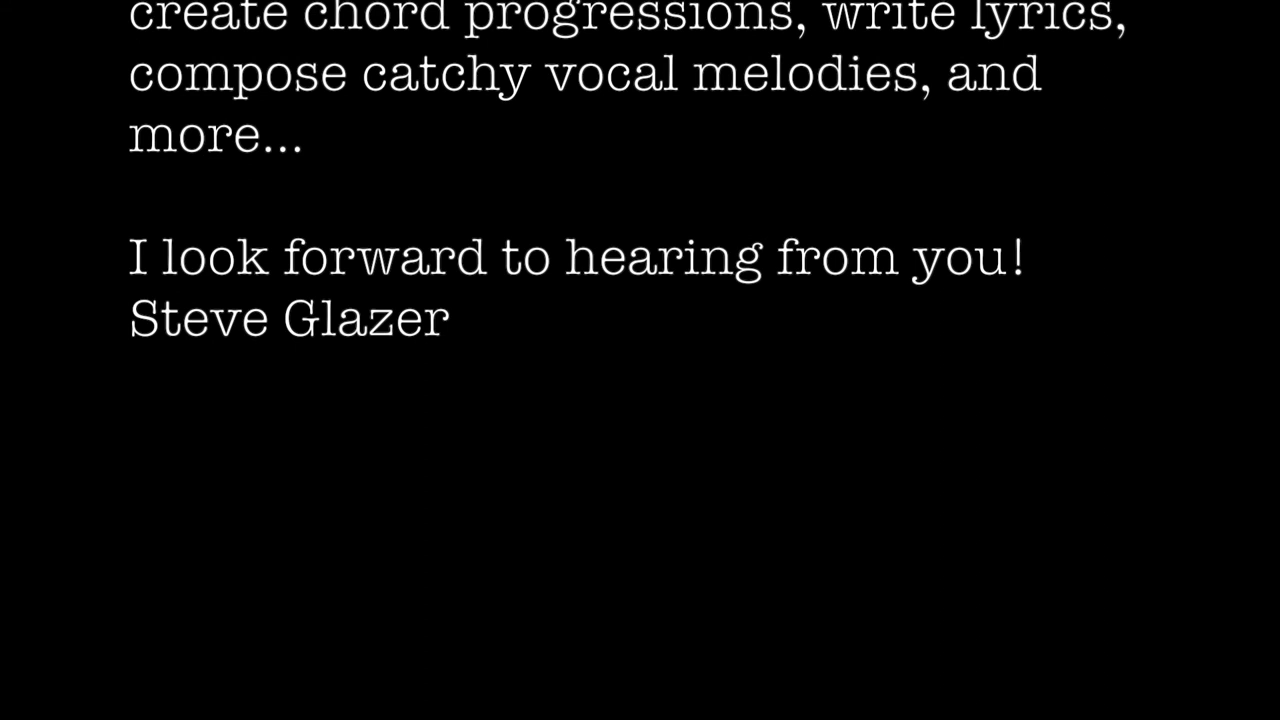 create chord progressions, write lyrics,
compose catchy vocal melodies, and
more...
I look forward to hearing from you!
Steve Glazer